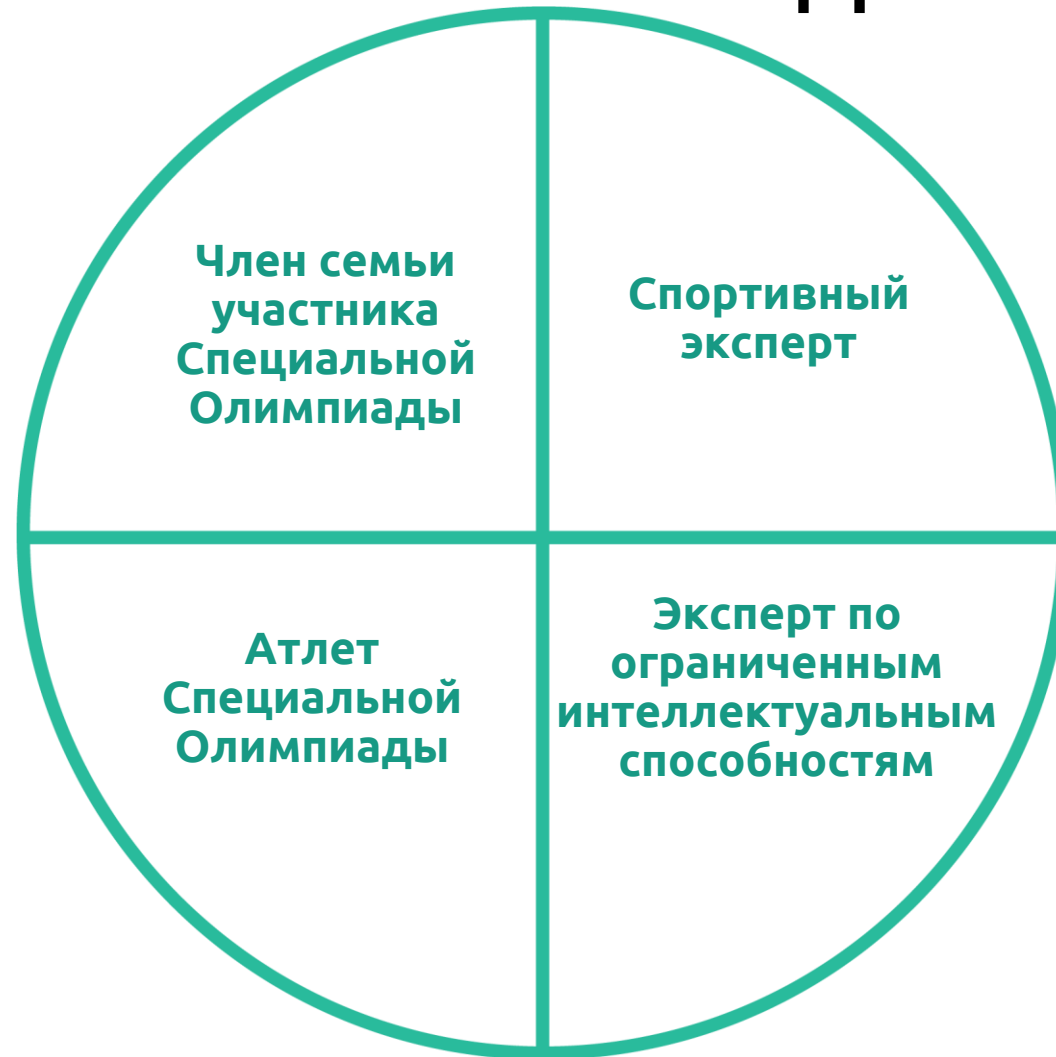 Член семьи
участника
Специальной
Олимпиады
Спортивный
эксперт
Атлет
Специальной
Олимпиады
Эксперт по
ограниченным
интеллектуальным
способностям